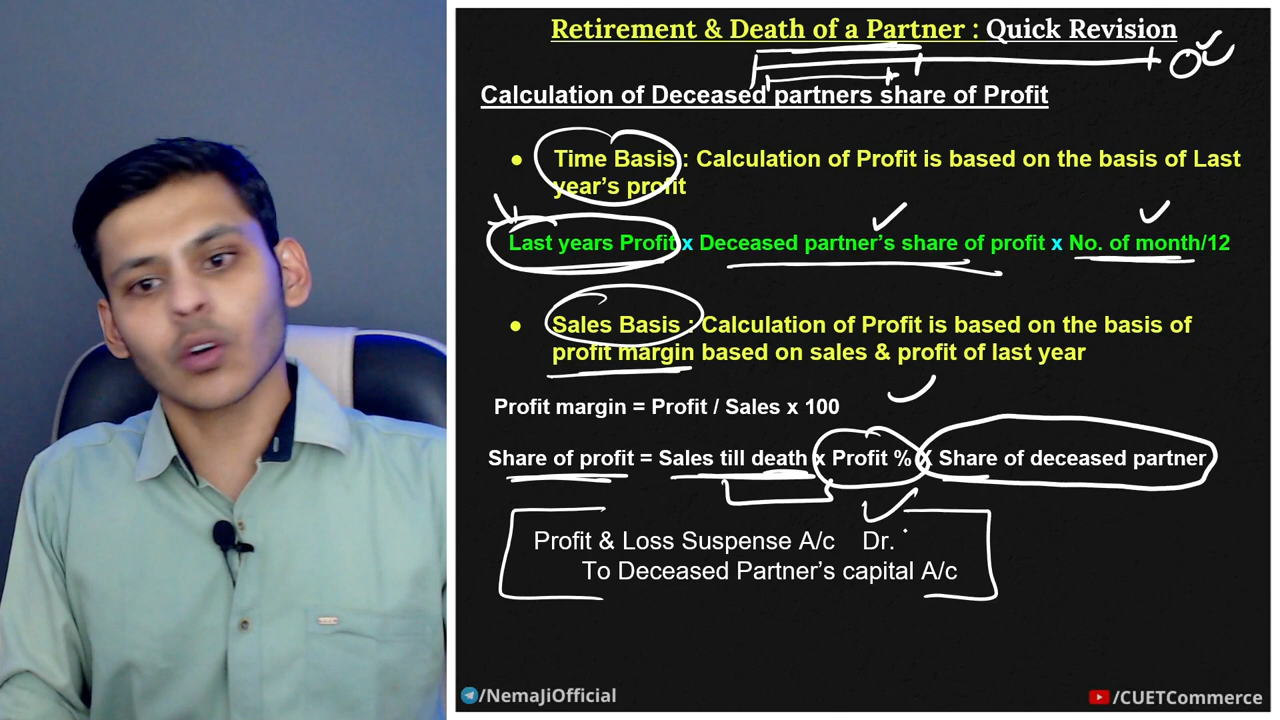 Retirement & Death of a Partner : Quick Revision
Calculation of Deceased partners share of Profit
● Time Basis : Calculation of Profit is based on the basis of Last
year's profit
Last years Profit x Deceased partner's share of profit x No. of month/12
● Sales Basis : Calculation of Profit is based on the basis of
profit margin based on sales & profit of last year
Profit margin = Profit / Sales x 100
Share of profit = Sales till death x Profit % X Share of deceased partner
Profit & Loss Suspense A/c Dr.
To Deceased Partner's capital A/c
/NemaJiOfficial
/CUETCommerce